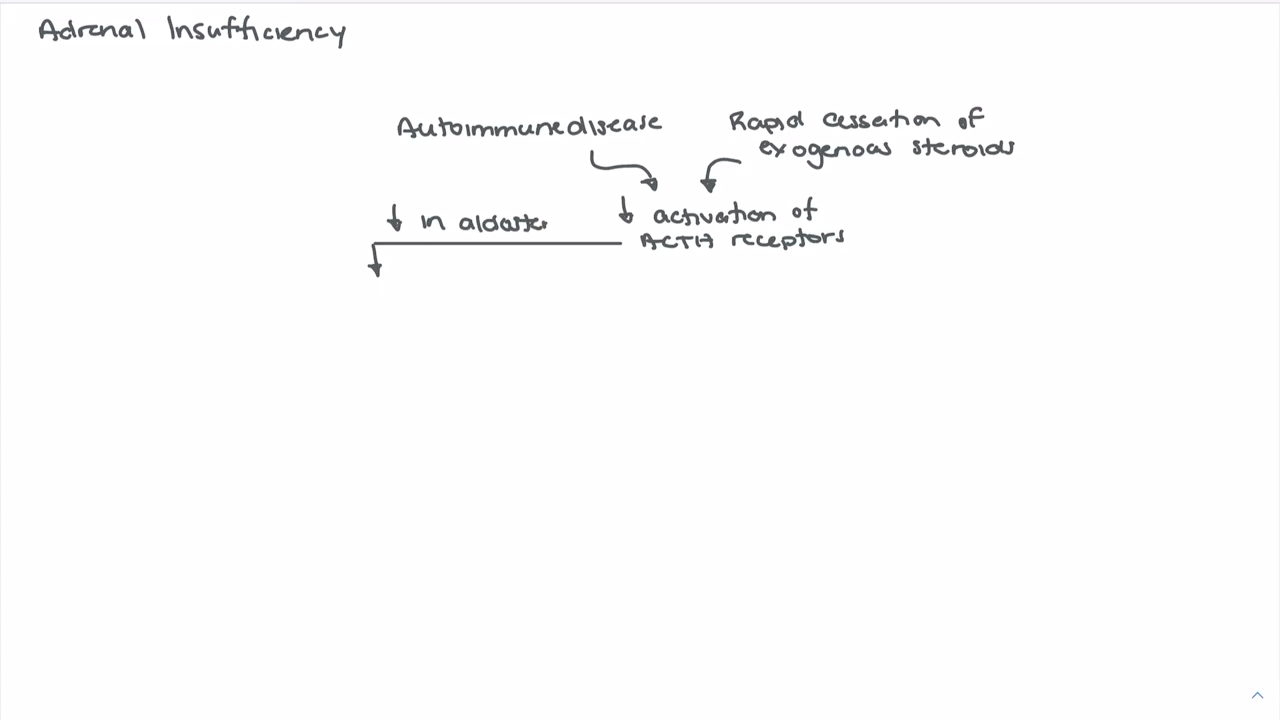 Adrenal Insufficiency
Autoimmune disease
Rapid cessation of
exogenous steroids
↓ activation of
ACTH receptors
↓ in aldoster